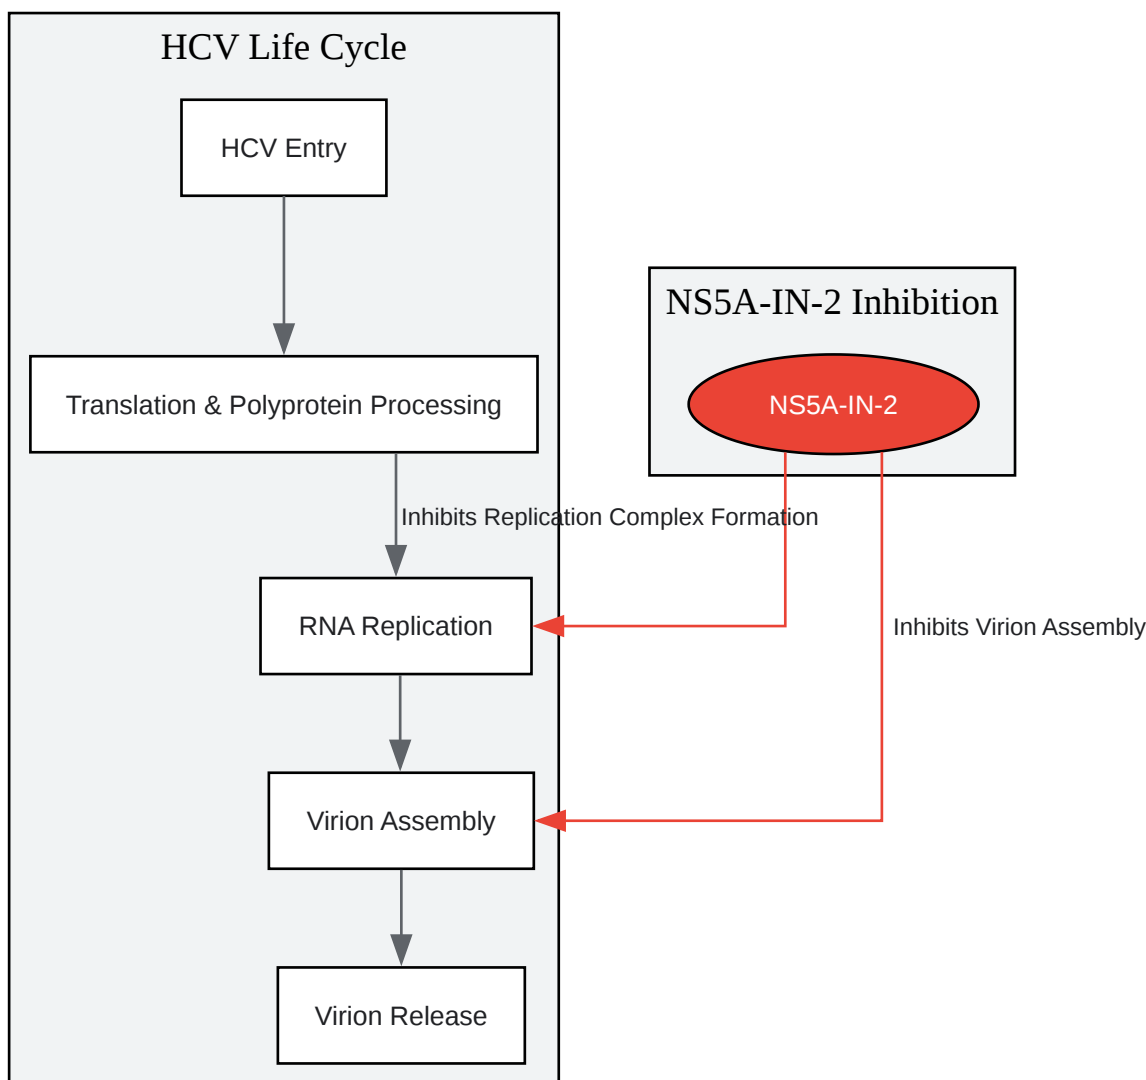 HCV Life Cycle
HCV Entry
NS5A-IN-2 Inhibition
Translation & Polyprotein Processing
NS5A-IN-2
Inhibits Replication Complex Formation
RNA Replication
Inhibits Virion Assembly
Virion Assembly
Virion Release